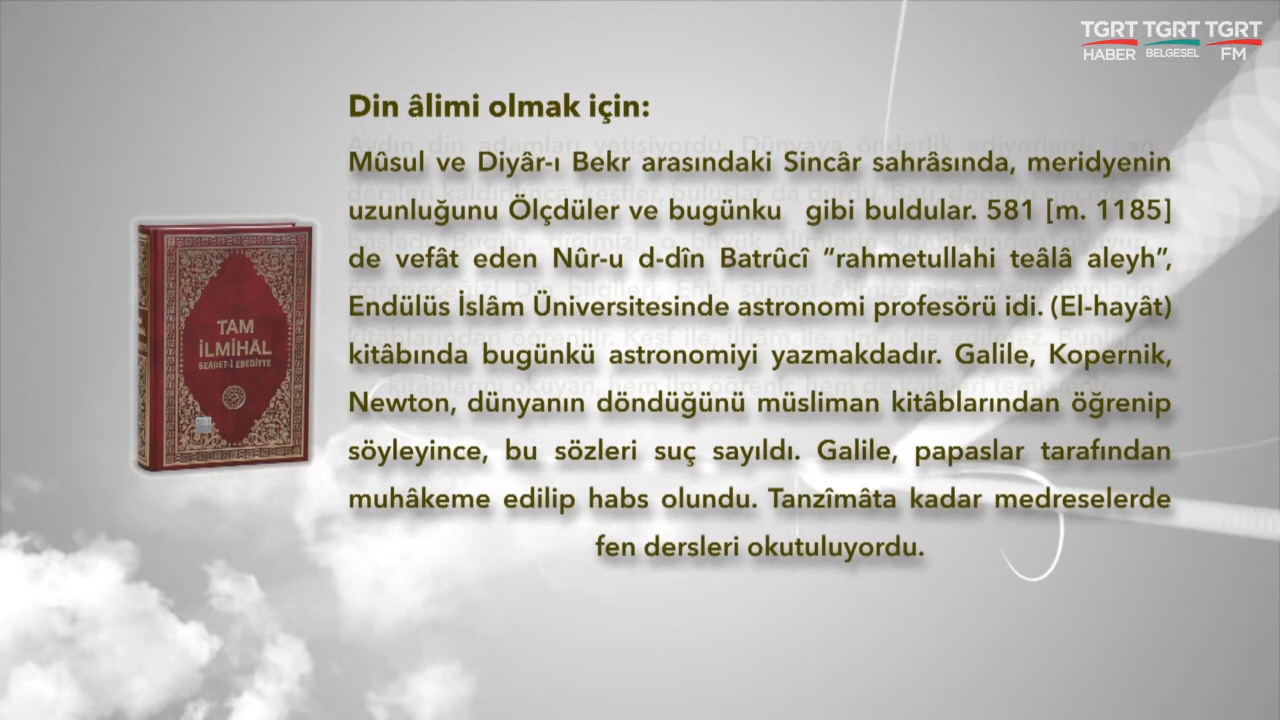 TGRT TGRT TGRT
HABER BELGESEL FM
Din âlimi olmak için:
Mûsul ve Diyâr-ı Bekr arasındaki Sincâr sahrâsında, meridyenin
uzunluğunu Ölçdüler ve bugünku gibi buldular. 581 [m. 1185]
de vefât eden Nûr-u d-dîn Batrûcî “rahmetullahi teâlâ aleyh”,
Endülüs İslâm Üniversitesinde astronomi profesörü idi. (El-hayât)
kitâbında bugünkü astronomiyi yazmakdadır. Galile, Kopernik,
Newton, dünyanın döndüğünü müsliman kitâblarından öğrenip
söyleyince, bu sözleri suç sayıldı. Galile, papaslar tarafından
muhâkeme edilip habs olundu. Tanzîmâta kadar medreselerde
fen dersleri okutuluyordu.
TAM
İLMİHAL
SEADET-İ EBEDİYYE